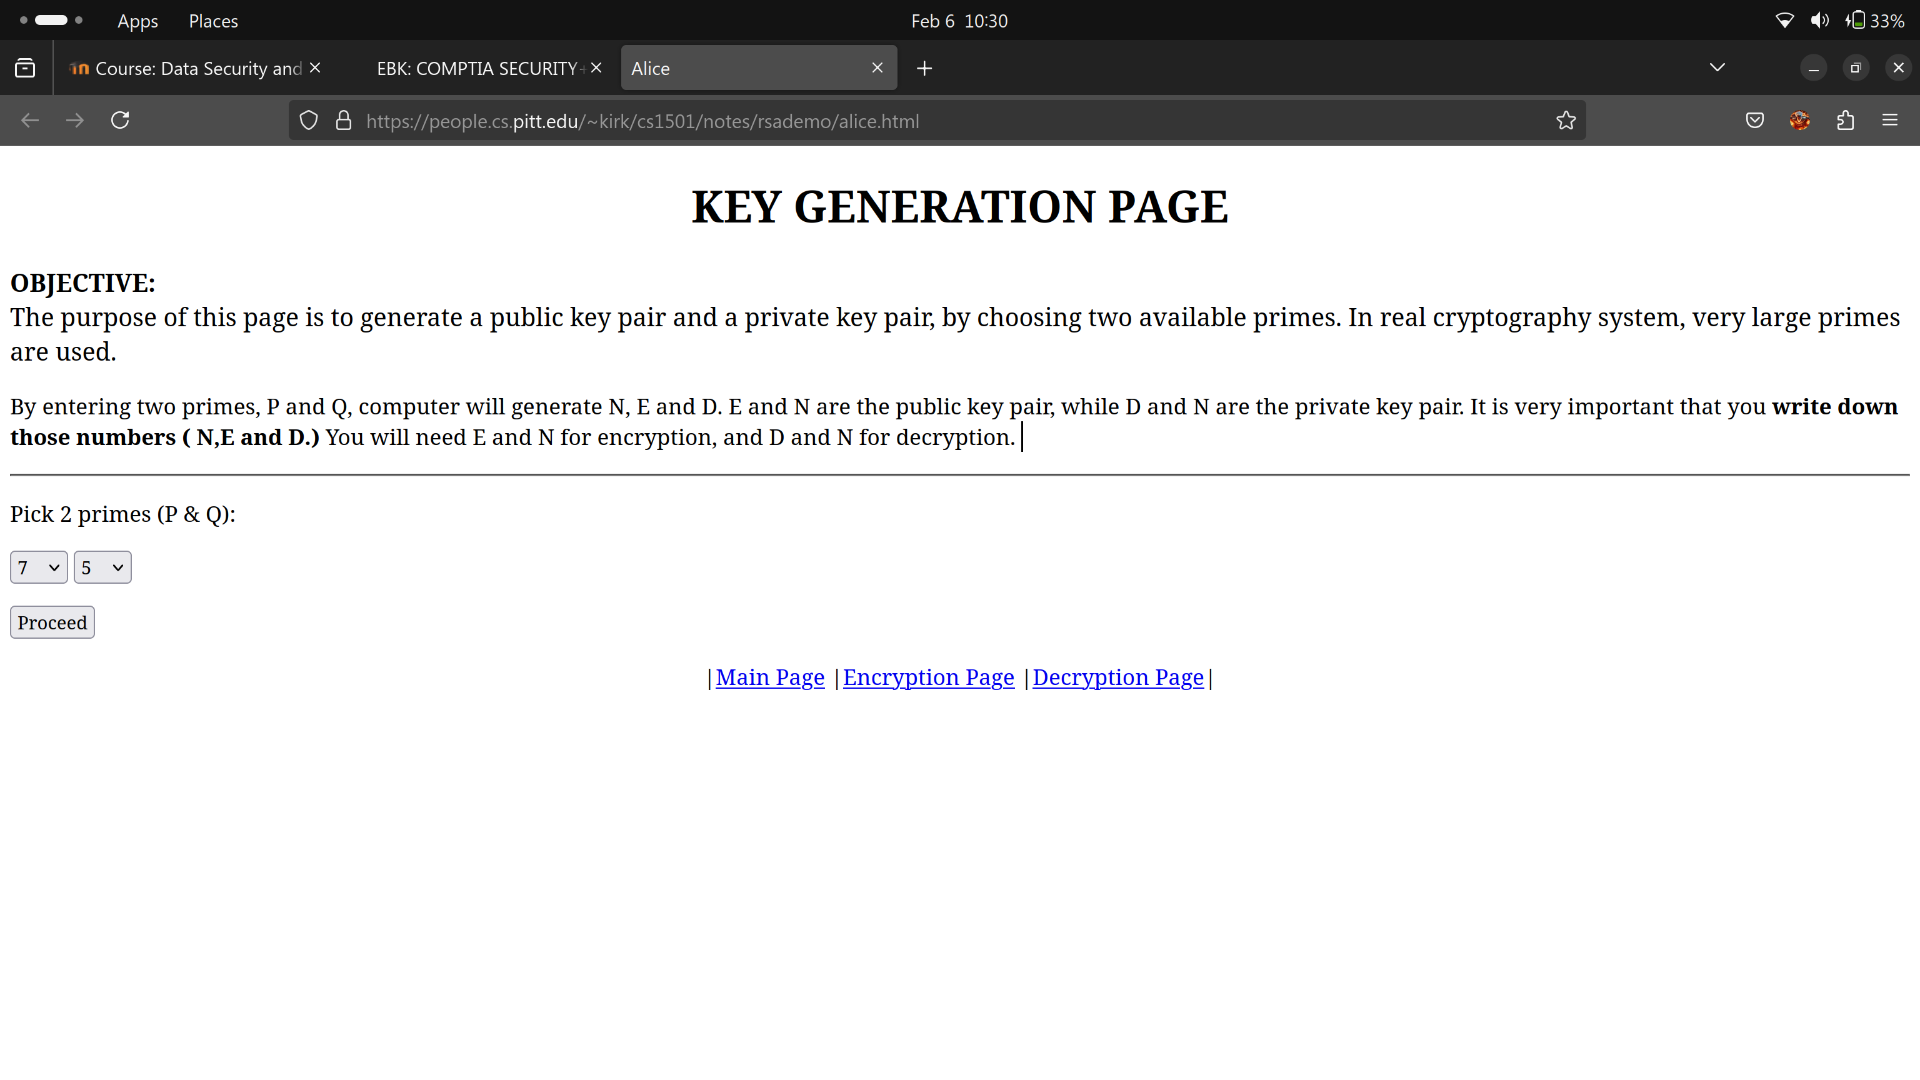 Apps Places Feb 6 10:30 33%
Course: Data Security and EBK: COMPTIA SECURITY+ Alice
https://people.cs.pitt.edu/~kirk/cs1501/notes/rsademo/alice.html
KEY GENERATION PAGE
OBJECTIVE:
The purpose of this page is to generate a public key pair and a private key pair, by choosing two available primes. In real cryptography system, very large primes
are used.
By entering two primes, P and Q, computer will generate N, E and D. E and N are the public key pair, while D and N are the private key pair. It is very important that you write down
those numbers ( N,E and D.) You will need E and N for encryption, and D and N for decryption.
Pick 2 primes (P & Q):
7 5
Proceed
|Main Page |Encryption Page |Decryption Page|